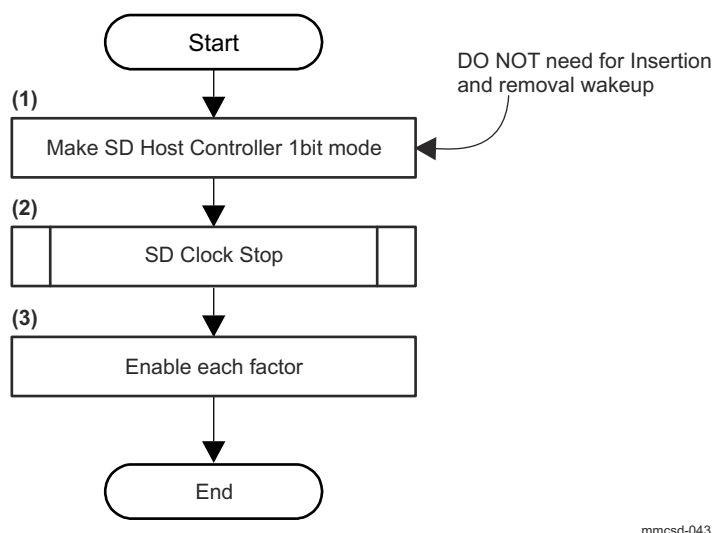 Start
DO NOT need for Insertion
and removal wakeup
(1)
Make SD Host Controller 1bit mode
(2)
SD Clock Stop
(3)
Enable each factor
End
mmcsd-043